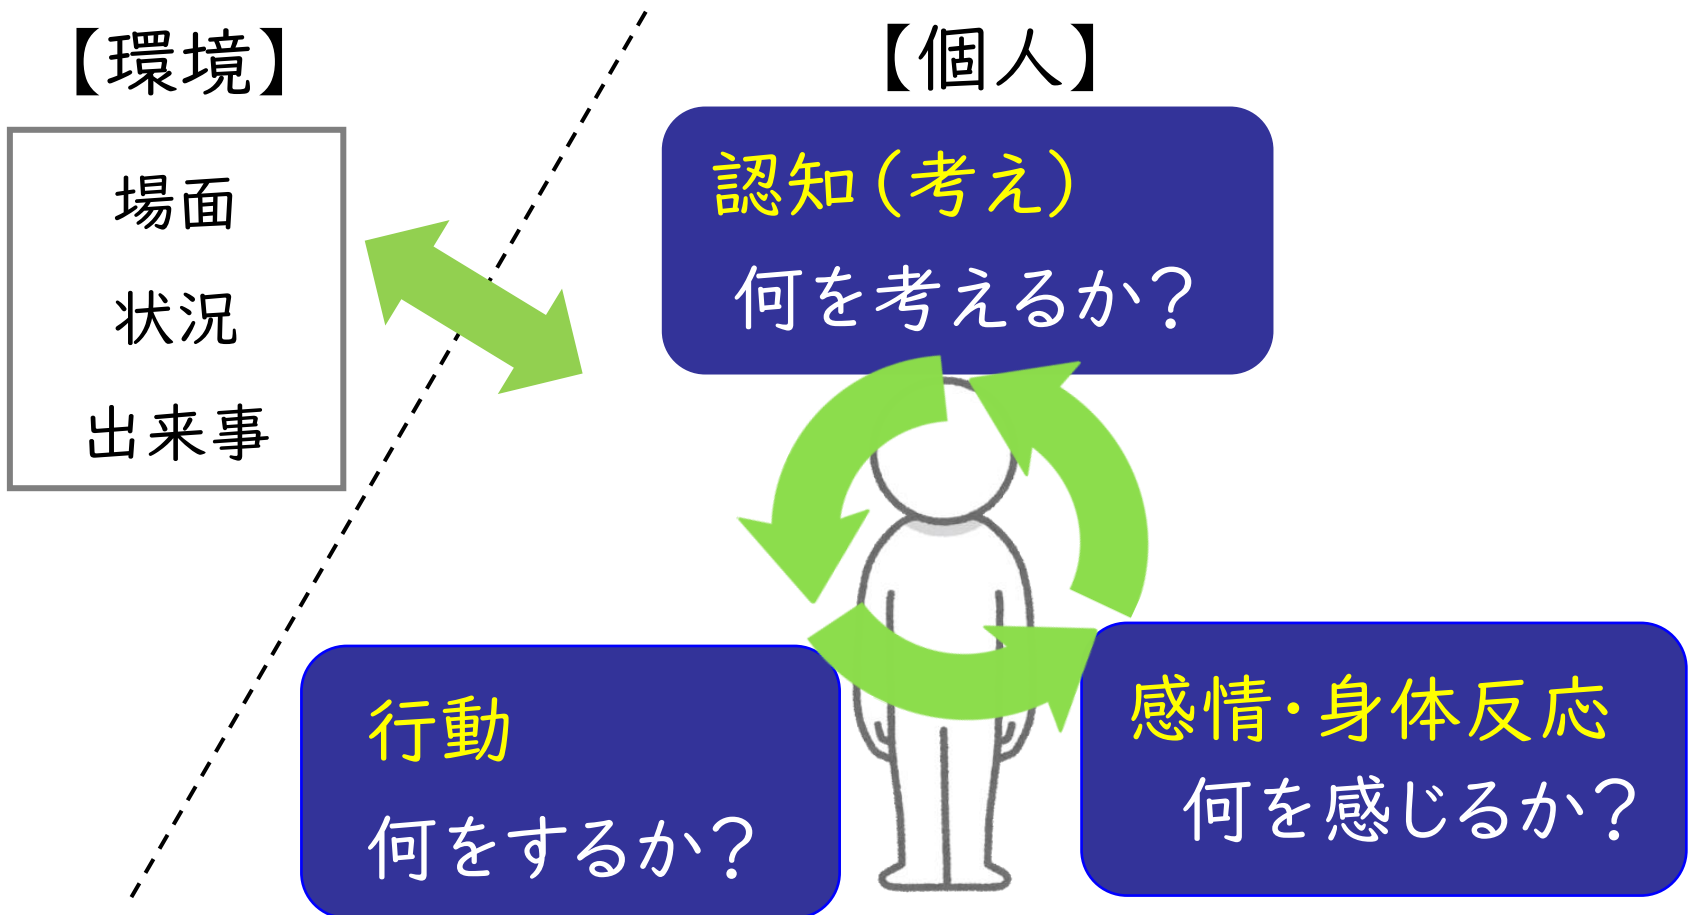 【環境】
場面
状況
出来事
【個人】
認知(考え)
何を考えるか?
行動
何をするか?
感情・身体反応
何を感じるか?